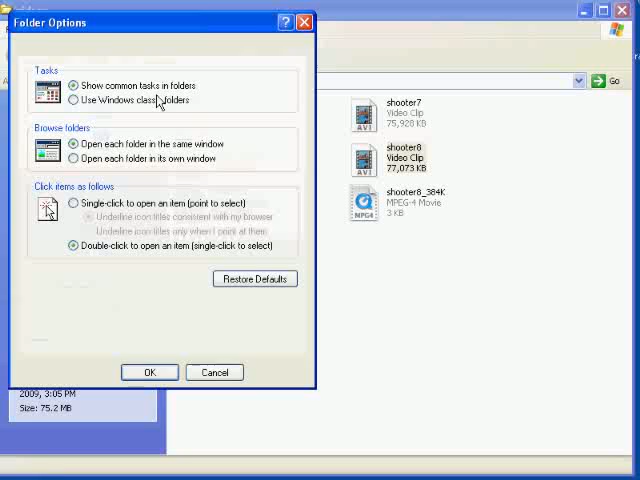 Folder Options
Tasks
Show common tasks in folders
Use Windows classic folders
Browse folders
Open each folder in the same window
Open each folder in its own window
Click items as follows
Single-click to open an item (point to select)
Underline icon titles consistent with my browser
Underline icon titles only when I point at them
Double-click to open an item (single-click to select)
Restore Defaults
OK
Cancel
2009, 3:05 PM
Size: 75.2 MB
Go
shooter7
Video Clip
75,928 KB
AVI
shooter8
Video Clip
77,073 KB
AVI
shooter8_384K
MPEG-4 Movie
3 KB
MPEG4